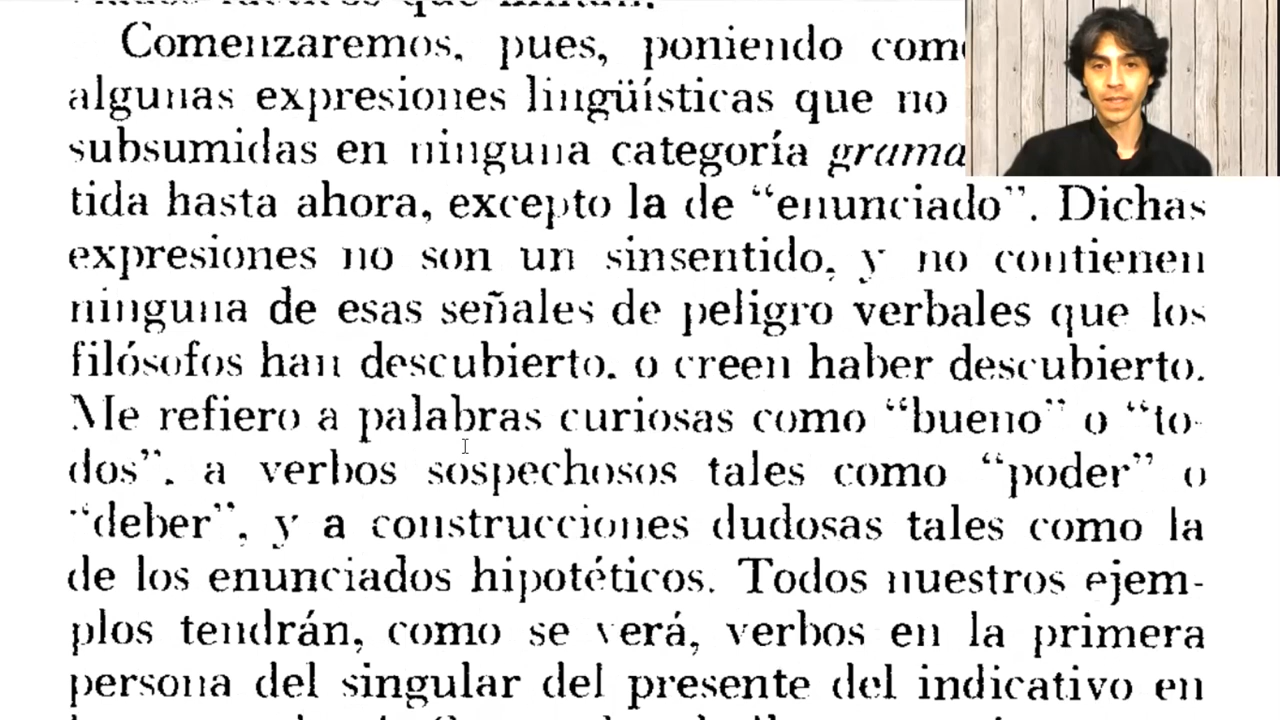 Comenzaremos, pues, poniendo
algunas expresiones lingüísticas que no
subsumidas en ninguna categoría grama
tida hasta ahora, excepto la de “enunciado”. Dichas
expresiones no son un sinsentido, y no contienen
ninguna de esas señales de peligro verbales que los
filósofos han descubierto, o creen haber descubierto.
Me refiero a palabras curiosas como “bueno” o “to-
dos”, a verbos sospechosos tales como “poder” o
“deber”, y a construcciones dudosas tales como la
de los enunciados hipotéticos. Todos nuestros ejem-
plos tendrán, como se verá, verbos en la primera
persona del singular del presente del indicativo en